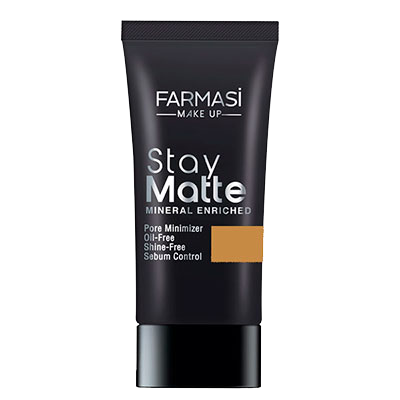 FARMASİ
MAKE UP
Stay
Matte
MINERAL ENRICHED
Pore Minimizer
Oil-Free
Shine-Free
Sebum Control